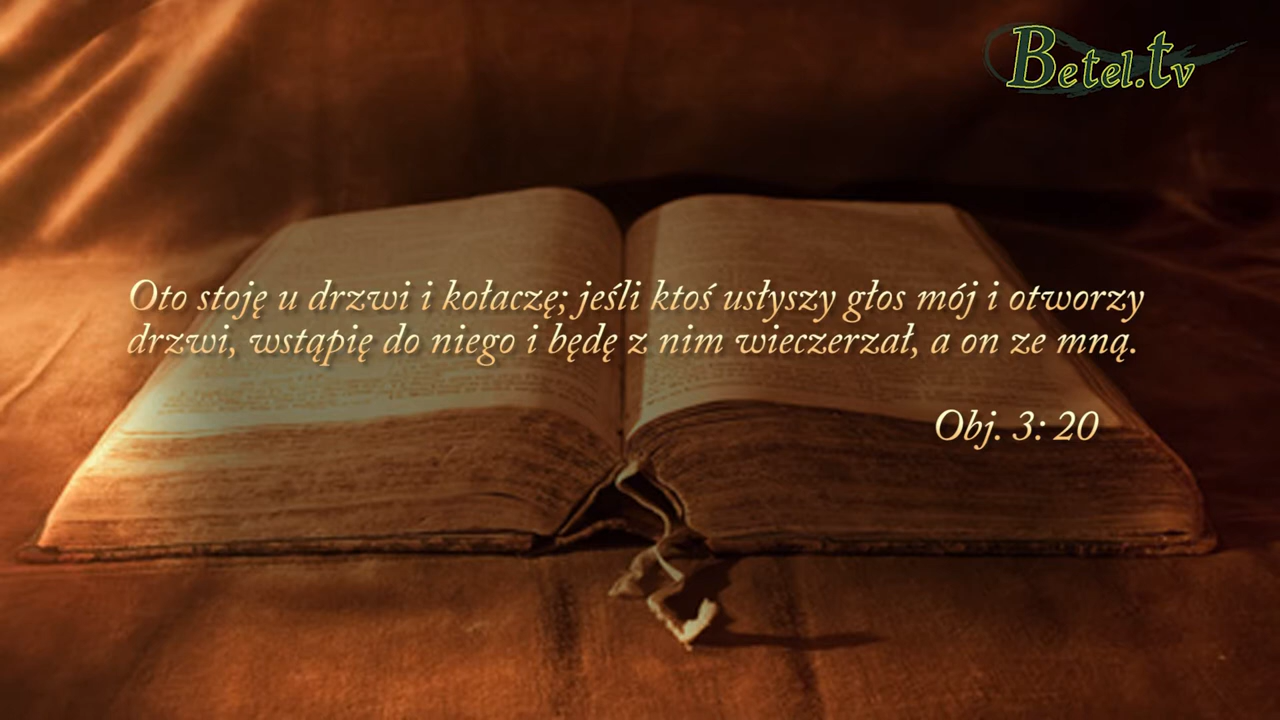 Betel.tv
Oto stoję u drzwi i kołaczę; jeśli ktoś usłyszy głos mój i otworzy
drzwi, wstąpię do niego i będę z nim wieczerzał, a on ze mną.
Obj. 3: 20